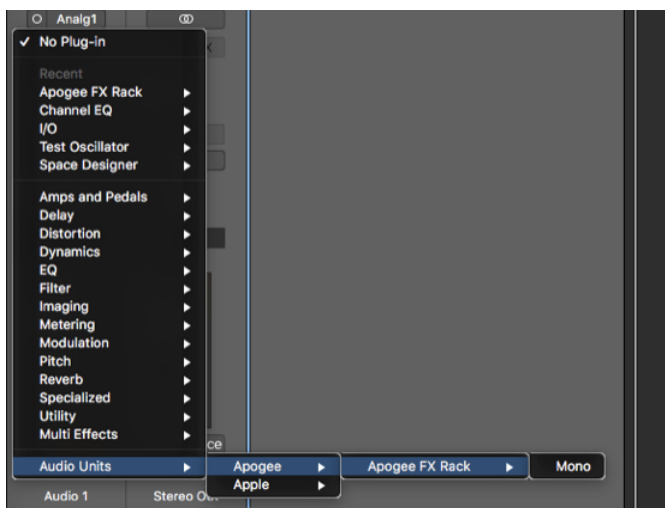 Analg1
✓ No Plug-in
Recent
Apogee FX Rack
Channel EQ
I/O
Test Oscillator
Space Designer
Amps and Pedals
Delay
Distortion
Dynamics
EQ
Filter
Imaging
Metering
Modulation
Pitch
Reverb
Specialized
Utility
Multi Effects
ce
Audio Units Apogee Apogee FX Rack Mono
Apple
Audio 1 Stereo